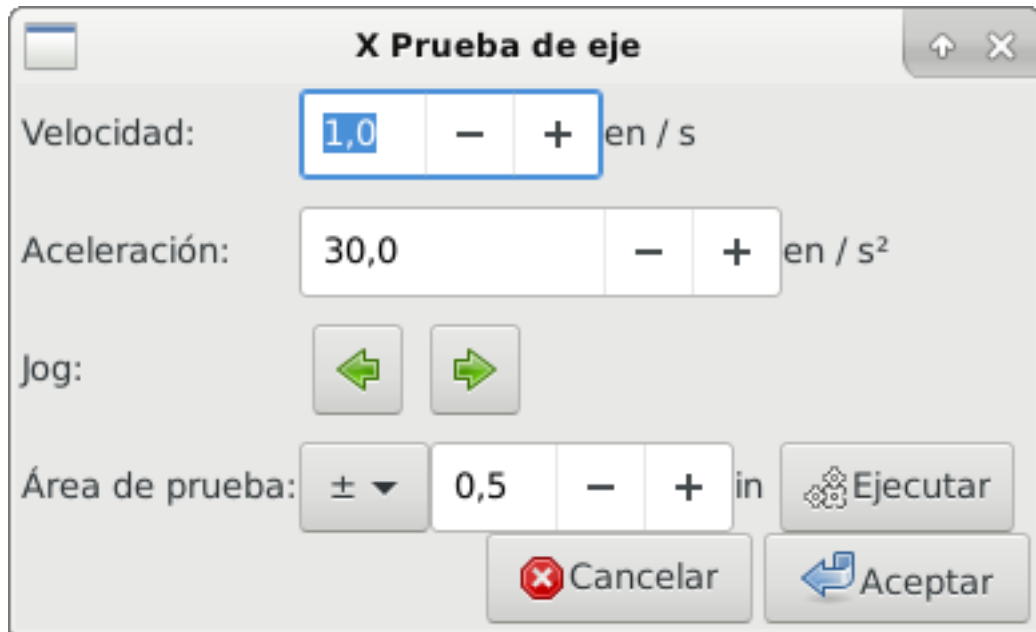 X Prueba de eje
Velocidad: 1,0 − + en / s
Aceleración: 30,0 − + en / s²
Jog:
Área de prueba: ± 0,5 − + in Ejecutar
Cancelar Aceptar